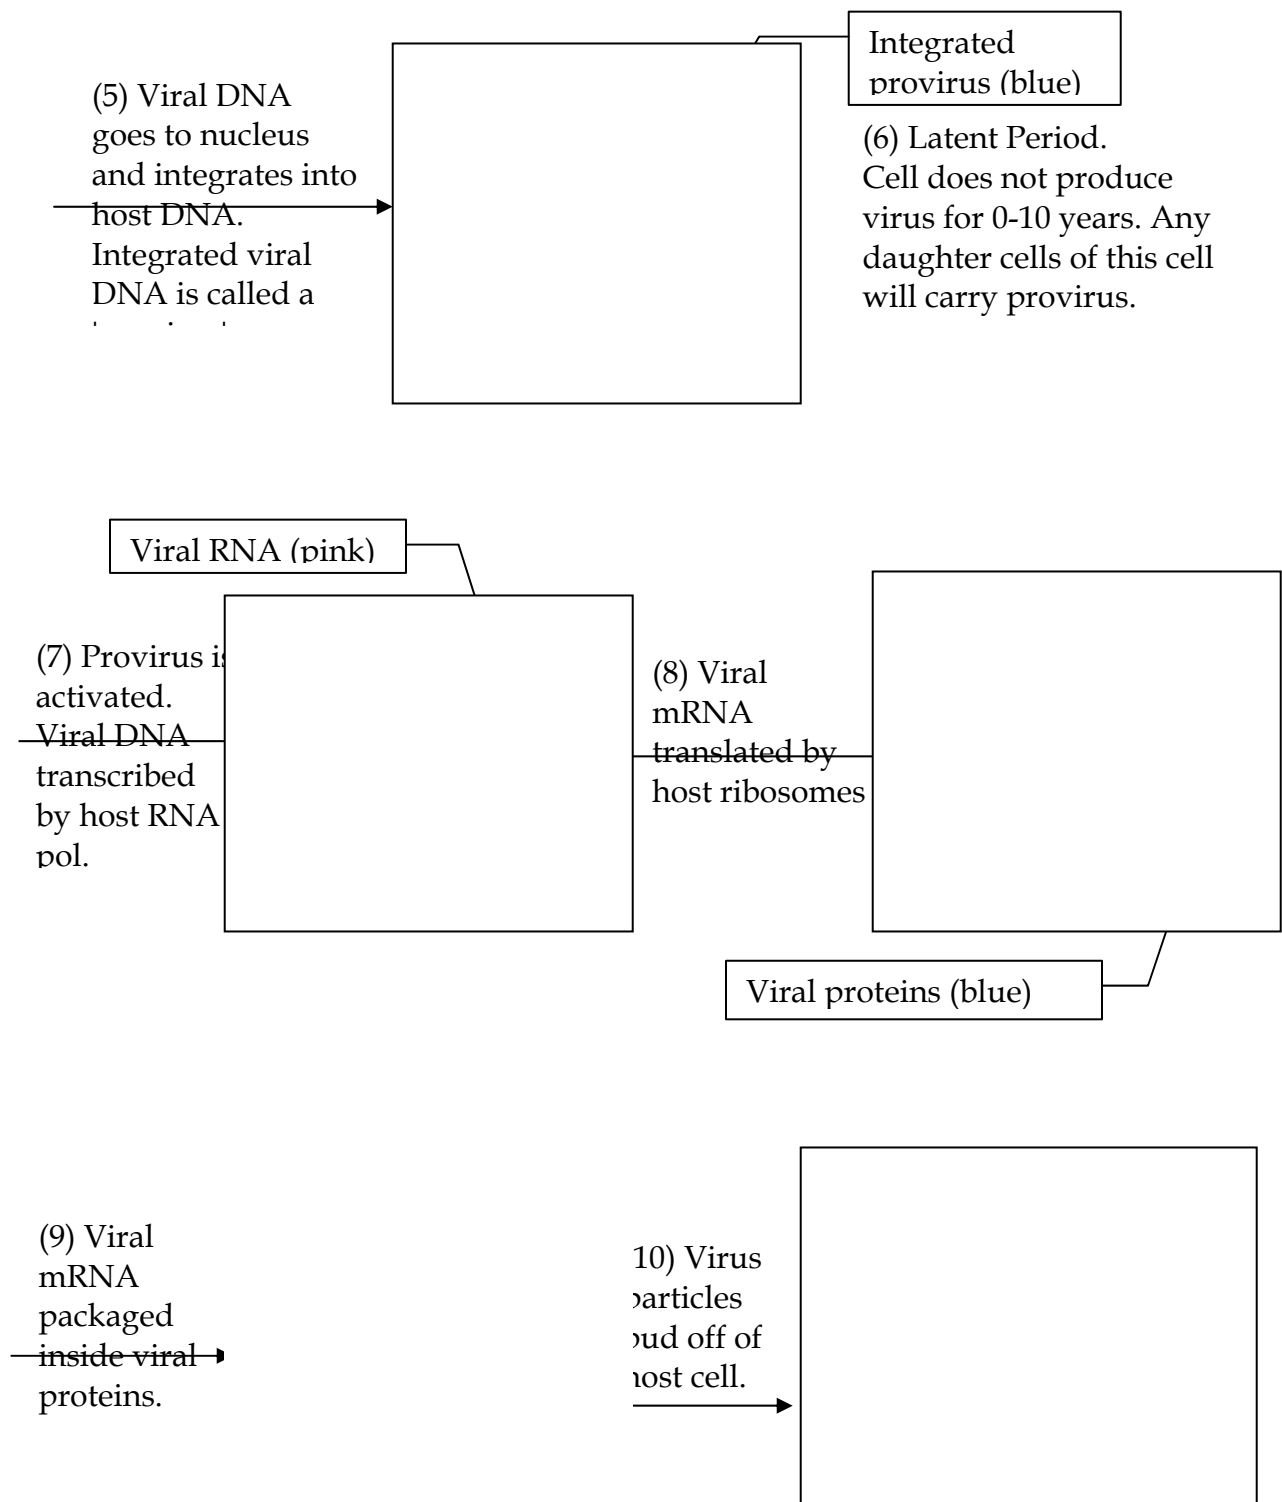 Integrated
provirus (blue)
(5) Viral DNA
goes to nucleus
and integrates into
host DNA.
Integrated viral
DNA is called a
(6) Latent Period.
Cell does not produce
virus for 0-10 years. Any
daughter cells of this cell
will carry provirus.
Viral RNA (pink)
(7) Provirus is
activated.
Viral DNA
transcribed
by host RNA
pol.
(8) Viral
mRNA
translated by
host ribosomes
Viral proteins (blue)
(9) Viral
mRNA
packaged
inside viral
proteins.
10) Virus
particles
bud off of
host cell.